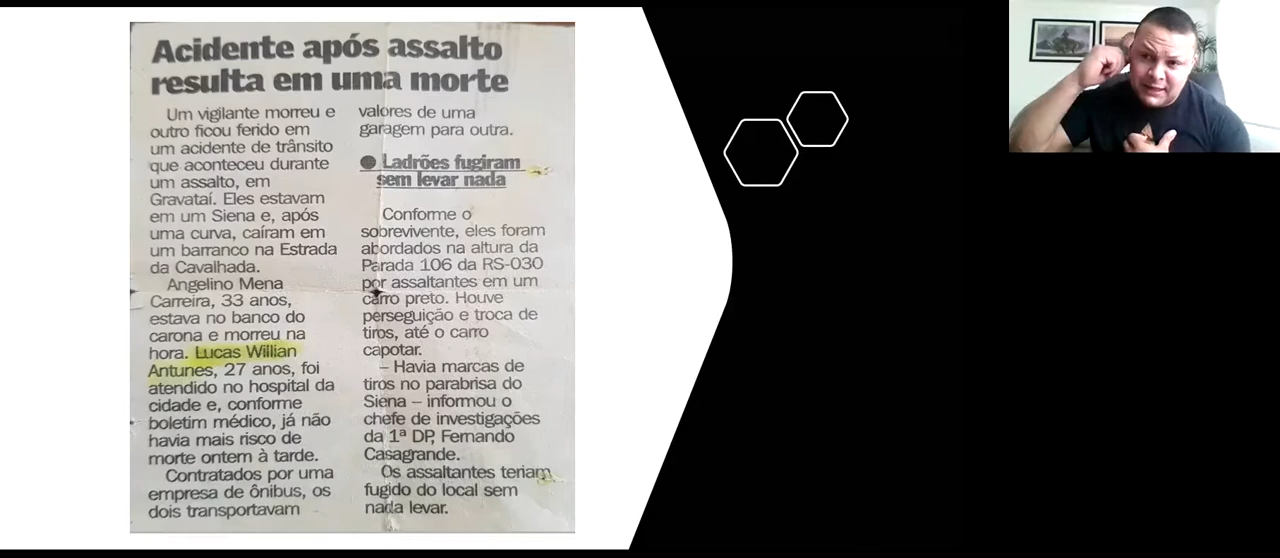 Acidente após assalto
resulta em uma morte
Um vigilante morreu e
outro ficou ferido em
um acidente de trânsito
que aconteceu durante
um assalto, em
Gravataí. Eles estavam
em um Siena e, após
uma curva, caíram em
um barranco na Estrada
da Cavalhada.
Angelino Mena
Carreira, 33 anos,
estava no banco do
carona e morreu na
hora. Lucas Willian
Antunes, 27 anos, foi
atendido no hospital da
cidade e, conforme
boletim médico, já não
havia mais risco de
morte ontem à tarde.
Contratados por uma
empresa de ônibus, os
dois transportavam
valores de uma
garagem para outra.
● Ladrões fugiram
sem levar nada
Conforme o
sobrevivente, eles foram
abordados na altura da
Parada 106 da RS-030
por assaltantes em um
carro preto. Houve
perseguição e troca de
tiros, até o carro
capotar.
– Havia marcas de
tiros no parabrisa do
Siena – informou o
chefe de investigações
da 1ª DP, Fernando
Casagrande.
Os assaltantes teriam
fugido do local sem
nada levar.